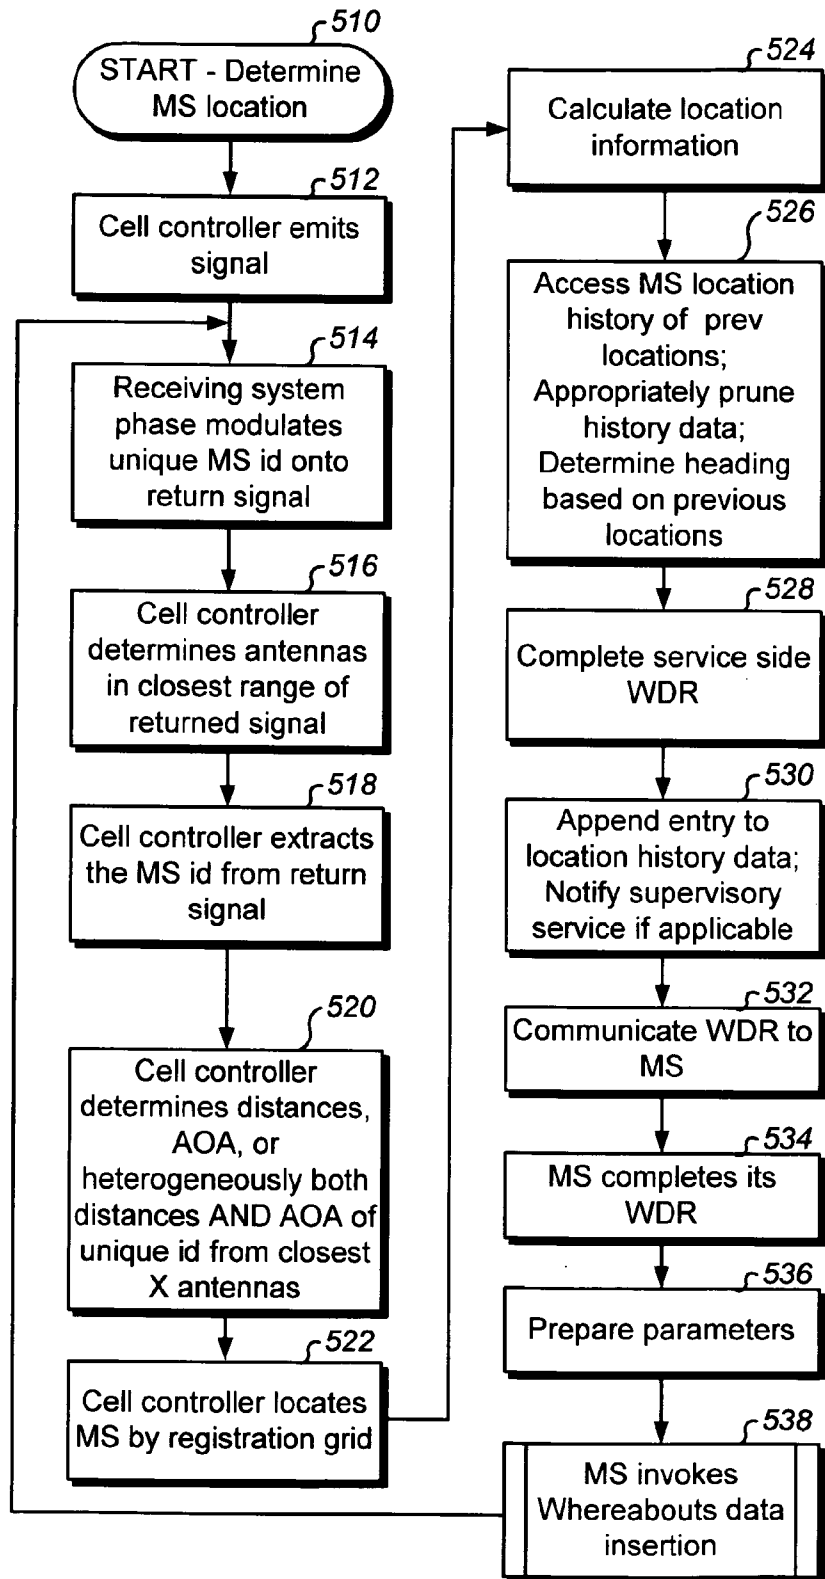 510
START - Determine
MS location
512
Cell controller emits
signal
514
Receiving system
phase modulates
unique MS id onto
return signal
516
Cell controller
determines antennas
in closest range of
returned signal
518
Cell controller extracts
the MS id from return
signal
520
Cell controller
determines distances,
AOA, or
heterogeneously both
distances AND AOA of
unique id from closest
X antennas
522
Cell controller locates
MS by registration grid
524
Calculate location
information
526
Access MS location
history of prev
locations;
Appropriately prune
history data;
Determine heading
based on previous
locations
528
Complete service side
WDR
530
Append entry to
location history data;
Notify supervisory
service if applicable
532
Communicate WDR to
MS
534
MS completes its
WDR
536
Prepare parameters
538
MS invokes
Whereabouts data
insertion